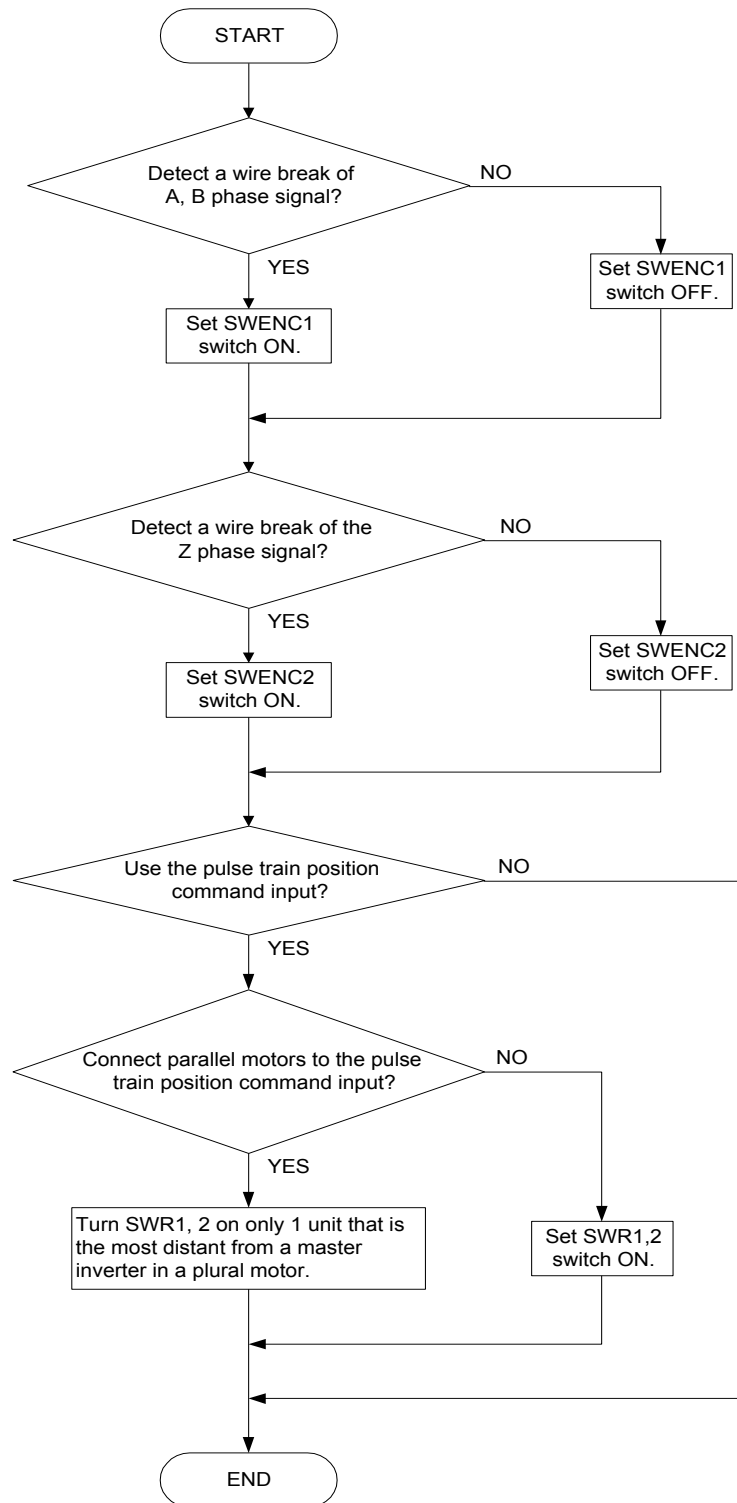 START
Detect a wire break of
A, B phase signal?
NO
YES
Set SWENC1
switch OFF.
Set SWENC1
switch ON.
Detect a wire break of the
Z phase signal?
NO
YES
Set SWENC2
switch OFF.
Set SWENC2
switch ON.
Use the pulse train position
command input?
NO
YES
Connect parallel motors to the pulse
train position command input?
NO
YES
Turn SWR1, 2 on only 1 unit that is
the most distant from a master
inverter in a plural motor.
Set SWR1,2
switch ON.
END